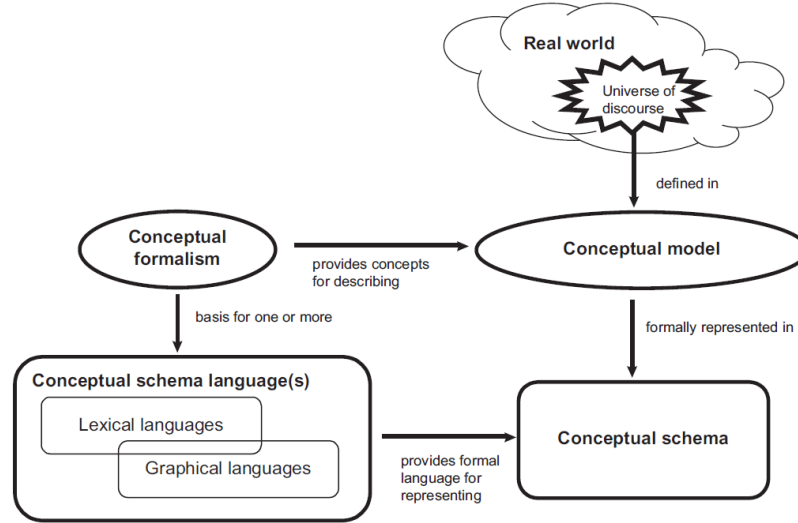 Real world
Universe of
discourse
defined in
Conceptual
formalism
provides concepts
for describing
Conceptual model
basis for one or more
formally represented in
Conceptual schema language(s)
Lexical languages
Graphical languages
provides formal
language for
representing
Conceptual schema